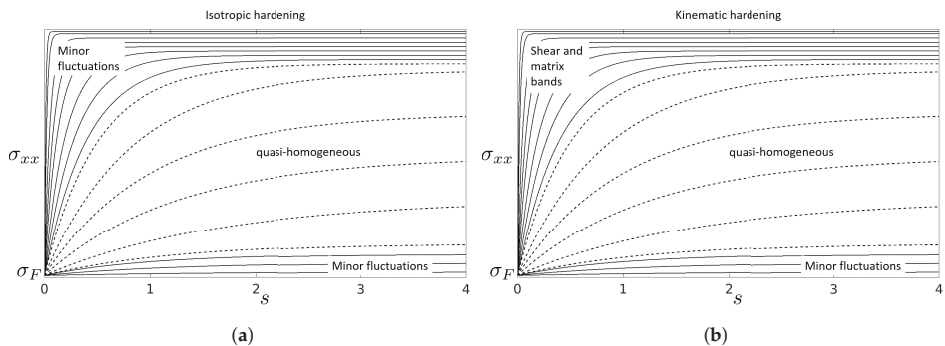 Isotropic hardening
Minor
fluctuations
quasi-homogeneous
Minor fluctuations
σxx
σF
0 1 2 3 4
s
(a)
Kinematic hardening
Shear and
matrix
bands
quasi-homogeneous
Minor fluctuations
σxx
σF
0 1 2 3 4
s
(b)